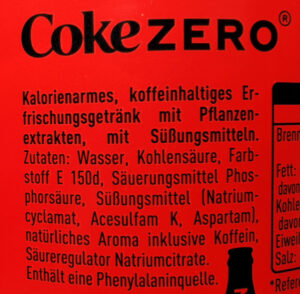 Coke ZERO®
Kalorienarmes, koffeinhaltiges Er-
frischungsgetränk mit Pflanzen-
extrakten, mit Süßungsmitteln.
Zutaten: Wasser, Kohlensäure, Farb-
stoff E 150d, Säuerungsmittel Phos-
phorsäure, Süßungsmittel (Natrium-
cyclamat, Acesulfam K, Aspartam),
natürliches Aroma inklusive Koffein,
Säureregulator Natriumcitrate.
Enthält eine Phenylalaninquelle.
Brenn
Fett:
davon
Kohle
davon
Eiwei
Salz:
*Refere